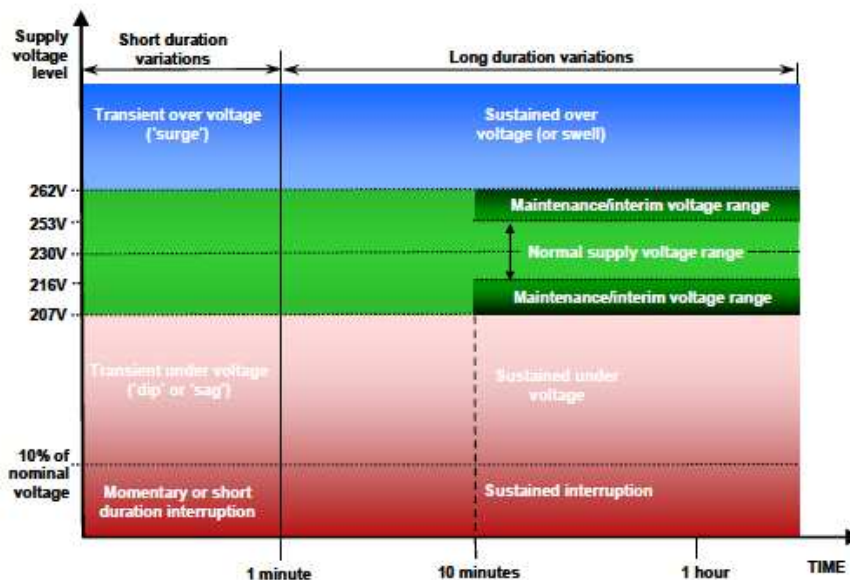 Supply
voltage
level
Short duration
variations
Long duration variations
Transient over voltage
('surge')
Sustained over
voltage (or swell)
262V
253V
230V
216V
207V
Maintenance/interim voltage range
Normal supply voltage range
Maintenance/interim voltage range
Transient under voltage
('dip' or 'sag')
Sustained under
voltage
10% of
nominal
voltage
Momentary or short
duration interruption
Sustained interruption
1 minute
10 minutes
1 hour
TIME